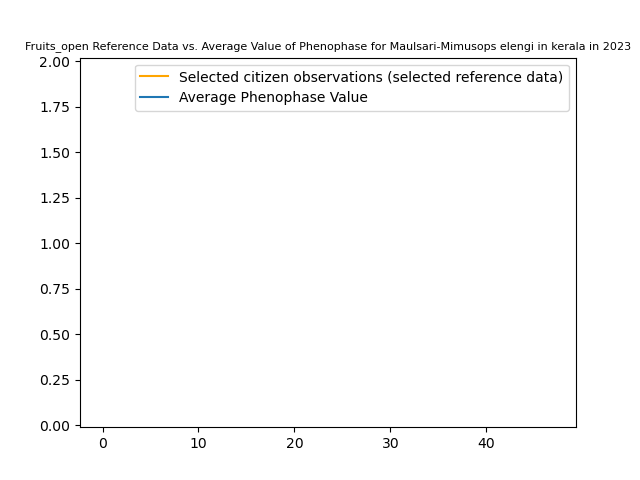 Fruits_open Reference Data vs. Average Value of Phenophase for Maulsari-Mimusops elengi in kerala in 2023
Selected citizen observations (selected reference data)
Average Phenophase Value
2.00
1.75
1.50
1.25
1.00
0.75
0.50
0.25
0.00
0 10 20 30 40